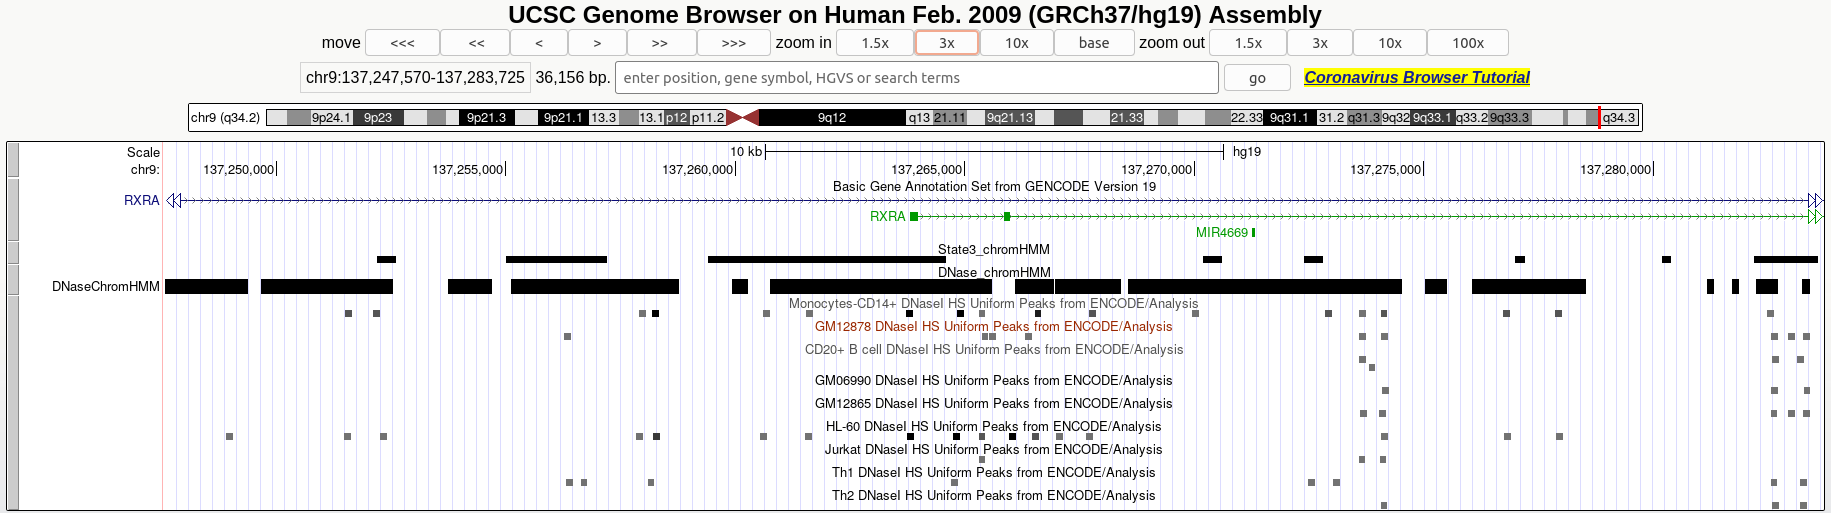 UCSC Genome Browser on Human Feb. 2009 (GRCh37/hg19) Assembly
move <<< << < > >> >>> zoom in 1.5x 3x 10x base zoom out 1.5x 3x 10x 100x
chr9:137,247,570-137,283,725 36,156 bp. enter position, gene symbol, HGVS or search terms go Coronavirus Browser Tutorial
chr9 (q34.2) 9p24.1 9p23 9p21.3 9p21.1 13.3 13.1 p12 p11.2 9q12 q13 21.11 9q21.13 21.33 22.33 9q31.1 31.2 q31.3 9q32 9q33.1 q33.2 9q33.3 q34.3
Scale 10 kb hg19
chr9: 137,250,000 137,255,000 137,260,000 137,265,000 137,270,000 137,275,000 137,280,000
Basic Gene Annotation Set from GENCODE Version 19
RXRA
RXRA
MIR4669
State3_chromHMM
DNase_chromHMM
DNaseChromHMM
Monocytes-CD14+ DNaseI HS Uniform Peaks from ENCODE/Analysis
GM12878 DNaseI HS Uniform Peaks from ENCODE/Analysis
CD20+ B cell DNaseI HS Uniform Peaks from ENCODE/Analysis
GM06990 DNaseI HS Uniform Peaks from ENCODE/Analysis
GM12865 DNaseI HS Uniform Peaks from ENCODE/Analysis
HL-60 DNaseI HS Uniform Peaks from ENCODE/Analysis
Jurkat DNaseI HS Uniform Peaks from ENCODE/Analysis
Th1 DNaseI HS Uniform Peaks from ENCODE/Analysis
Th2 DNaseI HS Uniform Peaks from ENCODE/Analysis